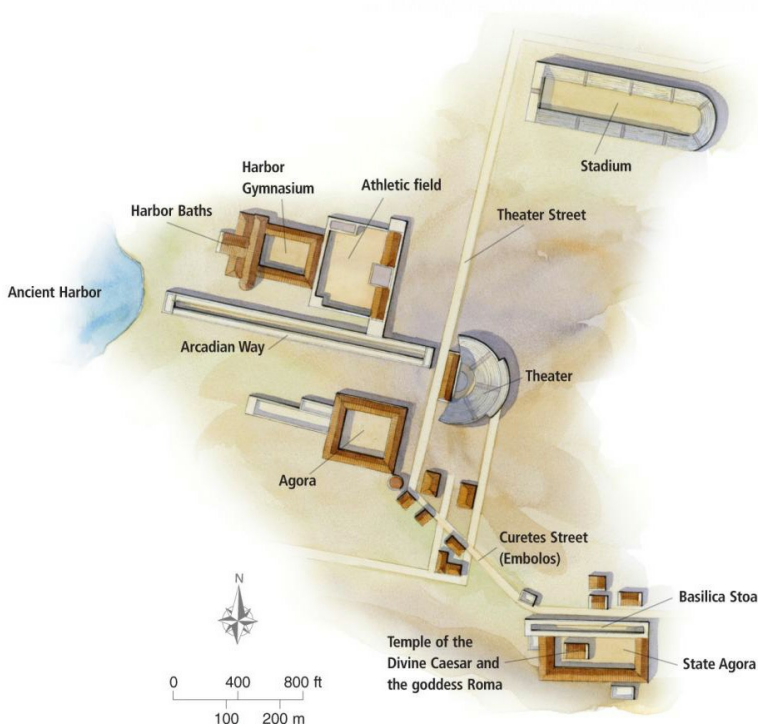 Stadium
Harbor
Gymnasium
Athletic field
Harbor Baths
Theater Street
Ancient Harbor
Arcadian Way
Theater
Agora
Curetes Street
(Embolos)
N
Basilica Stoa
Temple of the
Divine Caesar and
the goddess Roma
State Agora
0 400 800 ft
100 200 m